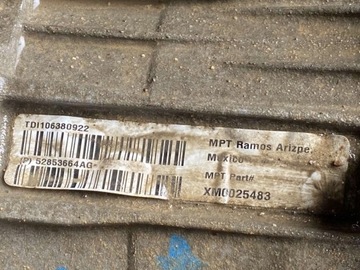 TDI106380922
(P) 52853664AG-
MPT Ramos Arizpe,
Mexico
MPT Part#
XM0025483